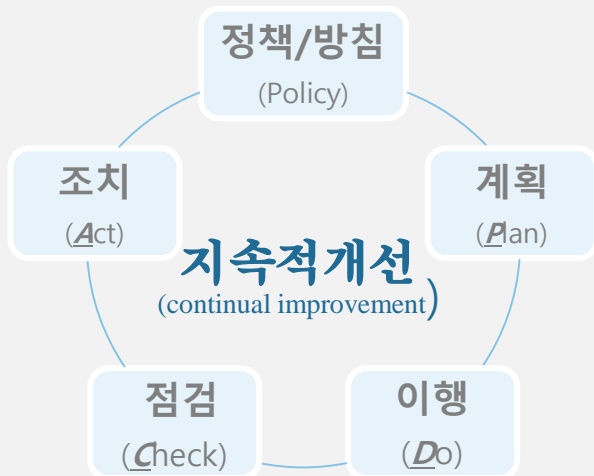 정책/방침
(Policy)
조치
(Act)
계획
(Plan)
지속적개선
(continual improvement)
점검
(Check)
이행
(Do)